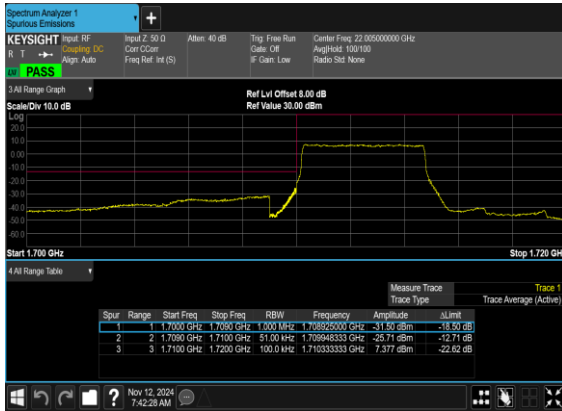 Spectrum Analyzer 1
Spurious Emissions
+
KEYSIGHT Input: RF Input Z: 50 Ω Atten: 40 dB Trig: Free Run Center Freq: 22.005000000 GHz
R T Coupling: DC Corr CCorr Gate: Off Avg|Hold: 100/100
Align: Auto Freq Ref: Int (S) IF Gain: Low Radio Std: None
PASS
3 All Range Graph
Ref Lvl Offset 8.00 dB
Scale/Div 10.0 dB Ref Value 30.00 dBm
Log
20.0
10.0
0.00
-10.0
-20.0
-30.0
-40.0
-50.0
-60.0
Start 1.700 GHz Stop 1.720 GH
4 All Range Table
Measure Trace Trace 1
Trace Type Trace Average (Active)
Spur Range Start Freq Stop Freq RBW Frequency Amplitude ΔLimit
1 1 1.7000 GHz 1.7090 GHz 1.000 MHz 1.708925000 GHz -31.50 dBm -18.50 dB
2 2 1.7090 GHz 1.7100 GHz 51.00 kHz 1.709948333 GHz -25.71 dBm -12.71 dB
3 3 1.7100 GHz 1.7200 GHz 100.0 kHz 1.710333333 GHz 7.377 dBm -22.62 dB
?
Nov 12, 2024
7:42:28 AM